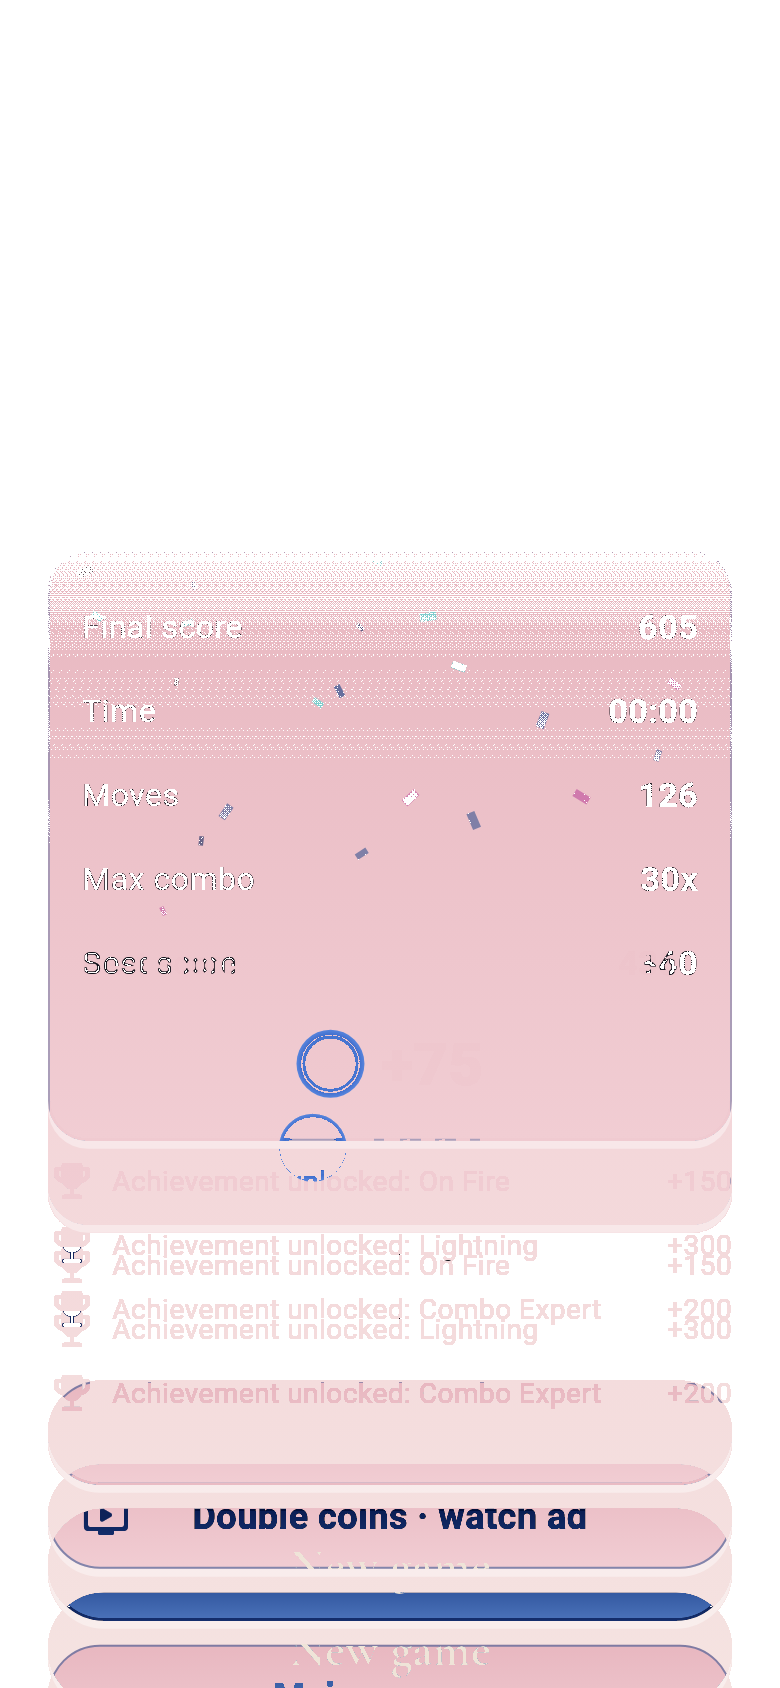 Final score 605
Time 00:00
Moves 126
Max combo 30x
+75
Achievement unlocked: On Fire +150
Achievement unlocked: Lightning +300
Achievement unlocked: On Fire +150
Achievement unlocked: Combo Expert +200
Achievement unlocked: Lightning +300
Achievement unlocked: Combo Expert +200
Double coins · watch ad
New game
New game